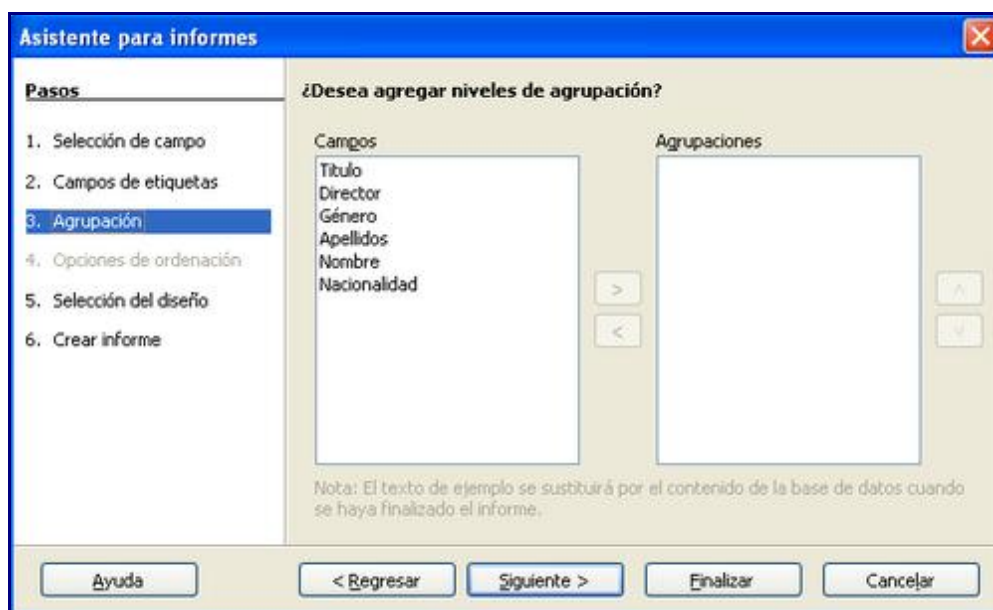 Asistente para informes
Pasos
1. Selección de campo
2. Campos de etiquetas
3. Agrupación
4. Opciones de ordenación
5. Selección del diseño
6. Crear informe
¿Desea agregar niveles de agrupación?
Campos
Título
Director
Género
Apellidos
Nombre
Nacionalidad
>
<
Agrupaciones
Nota: El texto de ejemplo se sustituirá por el contenido de la base de datos cuando
se haya finalizado el informe.
Ayuda
< Regresar
Siguiente >
Finalizar
Cancelar